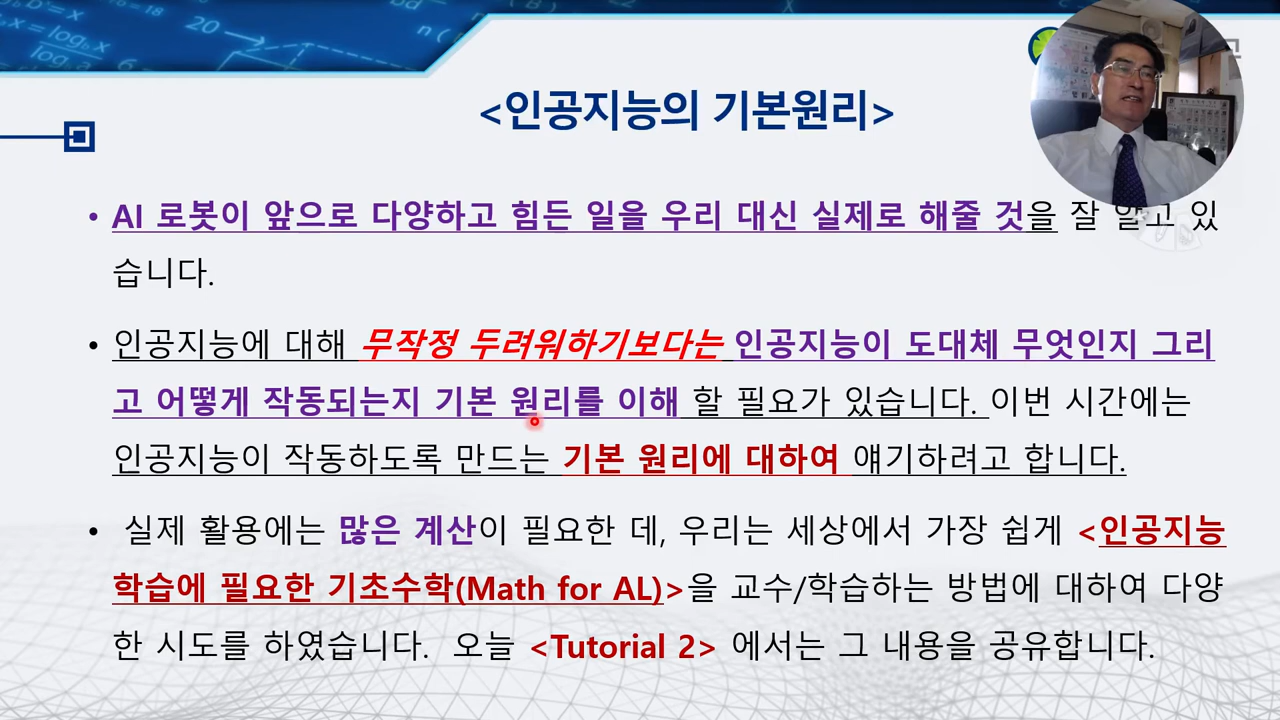 <인공지능의 기본원리>
• AI 로봇이 앞으로 다양하고 힘든 일을 우리 대신 실제로 해줄 것을 잘 알고 있
습니다.
• 인공지능에 대해 무작정 두려워하기보다는 인공지능이 도대체 무엇인지 그리
고 어떻게 작동되는지 기본 원리를 이해 할 필요가 있습니다. 이번 시간에는
인공지능이 작동하도록 만드는 기본 원리에 대하여 얘기하려고 합니다.
• 실제 활용에는 많은 계산이 필요한 데, 우리는 세상에서 가장 쉽게 <인공지능
학습에 필요한 기초수학(Math for AL)>을 교수/학습하는 방법에 대하여 다양
한 시도를 하였습니다. 오늘 <Tutorial 2> 에서는 그 내용을 공유합니다.